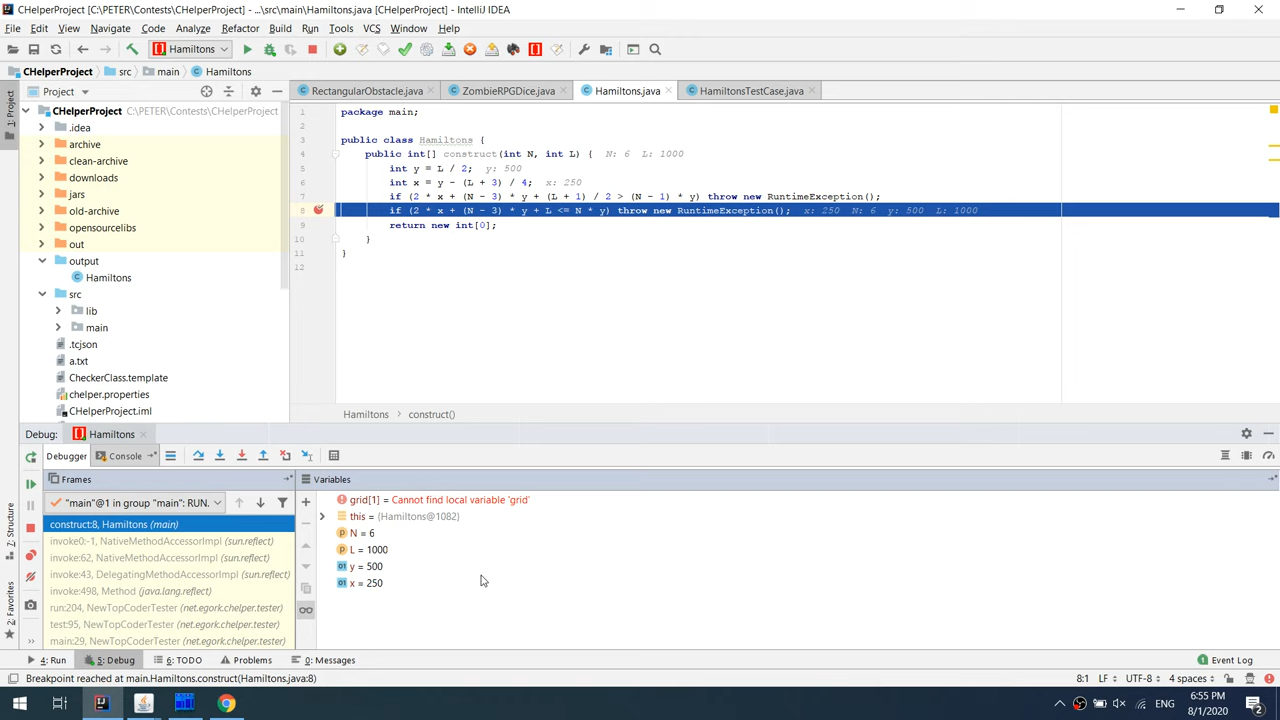 CHelperProject [C:\PETER\Contests\CHelperProject] - ...\src\main\Hamiltons.java [CHelperProject] - IntelliJ IDEA
File Edit View Navigate Code Analyze Refactor Build Run Tools VCS Window Help
Hamiltons
CHelperProject src main Hamiltons
Project RectangularObstacle.java ZombieRPGDice.java Hamiltons.java HamiltonsTestCase.java
1: Project
CHelperProject C:\PETER\Contests\CHelperProject
.idea
archive
clean-archive
downloads
jars
old-archive
opensourcelibs
out
output
Hamiltons
src
lib
main
.tcjson
a.txt
CheckerClass.template
chelper.properties
CHelperProject.iml
1 package main;
2
3 public class Hamiltons {
4 public int[] construct(int N, int L) { N: 6 L: 1000
5 int y = L / 2; y: 500
6 int x = y - (L + 3) / 4; x: 250
7 if (2 * x + (N - 3) * y + (L + 1) / 2 > (N - 1) * y) throw new RuntimeException();
8 if (2 * x + (N - 3) * y + L <= N * y) throw new RuntimeException(); x: 250 N: 6 y: 500 L: 1000
9 return new int[0];
10 }
11 }
12
Hamiltons construct()
Debug: Hamiltons
Debugger Console
Frames Variables
"main"@1 in group "main": RUN...
construct:8, Hamiltons (main)
invoke0:-1, NativeMethodAccessorImpl (sun.reflect)
invoke:62, NativeMethodAccessorImpl (sun.reflect)
invoke:43, DelegatingMethodAccessorImpl (sun.reflect)
invoke:498, Method (java.lang.reflect)
run:204, NewTopCoderTester (net.egork.chelper.tester)
test:95, NewTopCoderTester (net.egork.chelper.tester)
main:29, NewTopCoderTester (net.egork.chelper.tester)
grid[1] = Cannot find local variable 'grid'
this = {Hamiltons@1082}
N = 6
L = 1000
y = 500
x = 250
7: Structure
2: Favorites
4: Run 5: Debug 6: TODO Problems 0: Messages Event Log
Breakpoint reached at main.Hamiltons.construct(Hamiltons.java:8) 8:1 LF UTF-8 4 spaces
ENG 6:55 PM
8/1/2020 2